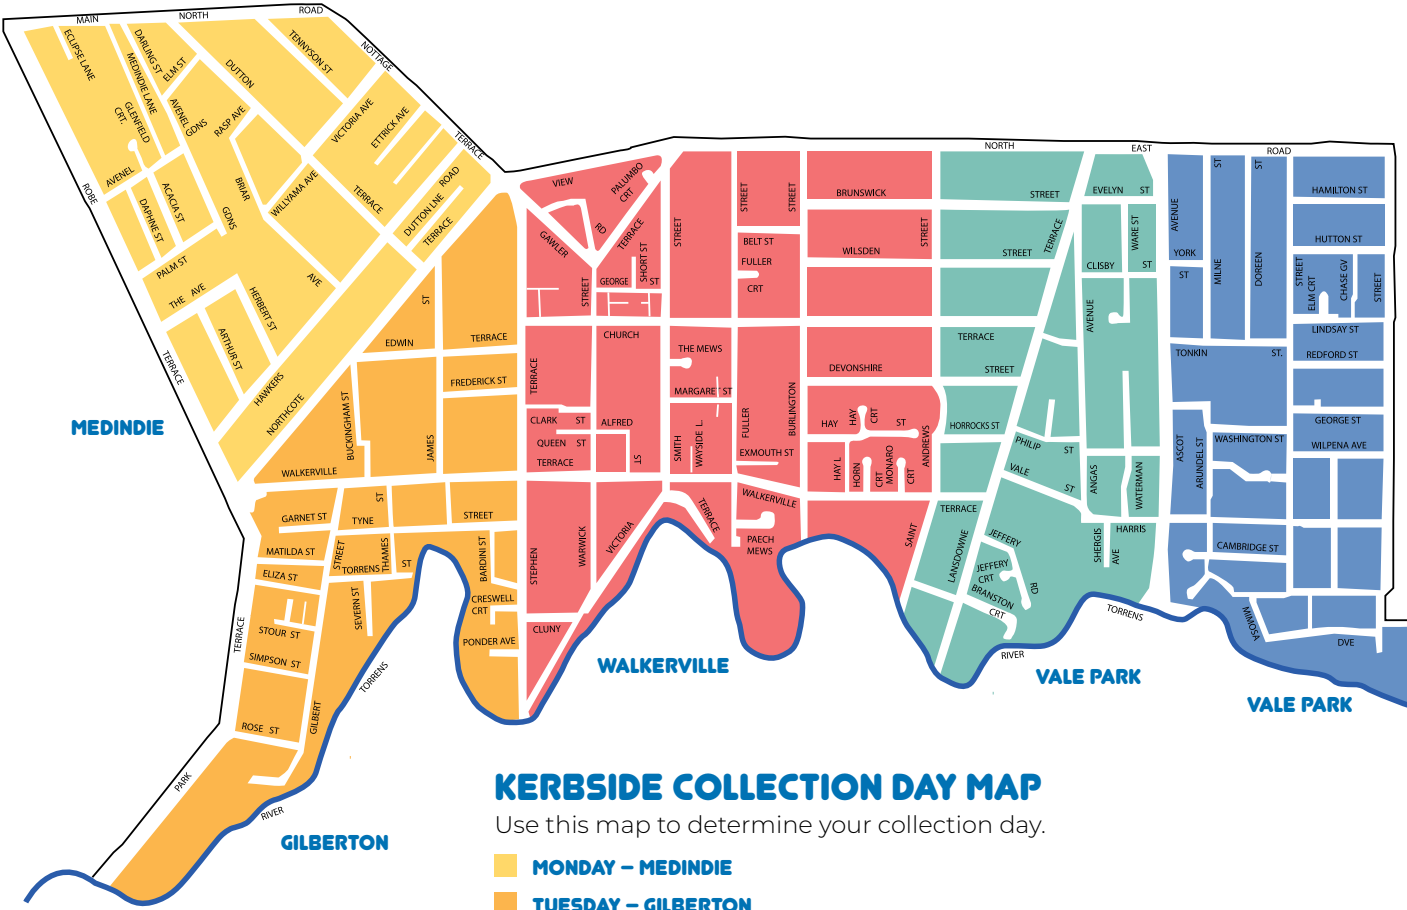 MAIN NORTH ROAD
NOTTAGE TERRACE
ECLIPSE LANE
DARLING ST
MEDINDIE LANE
ELM ST
DUTTON TERRACE
TENNYSON ST
GLENFIELD CRT.
AVENEL GDNS
RASP AVE
VICTORIA AVE
ETTRICK AVE
AVENEL GDNS
ACACIA ST
DAPHNE ST
BRIAR AVE
WILLYAMA AVE
DUTTON LNE
ROAD
TERRACE
PALM ST
THE AVE
HERBERT ST
ARTHUR ST
HAWKERS
NORTHCOTE
ROBE TERRACE
MEDINDIE
EDWIN TERRACE
ST
FREDERICK ST
BUCKINGHAM ST
JAMES
WALKERVILLE
GARNET ST
TYNE STREET
ST
MATILDA ST
ELIZA ST
STREET
TORRENS ST
THAMES
SEVERN ST
BARDINI ST
CRESWELL CRT
PONDER AVE
STOUR ST
SIMPSON ST
ROSE ST
GILBERT
TERRACE
PARK
TORRENS
RIVER
GILBERTON
NORTH EAST ROAD
VIEW RD
PALUMBO CRT
GAWLER TERRACE
SHORT ST
GEORGE ST
STREET
STREET
STREET
STREET
BELT ST
FULLER CRT
BRUNSWICK STREET
WILSDEN STREET
STREET
CHURCH TERRACE
TERRACE
THE MEWS
MARGARET ST
DEVONSHIRE STREET
CLARK ST
ALFRED ST
QUEEN ST
TERRACE
SMITH
WAYSIDE L.
FULLER
BURLINGTON
EXMOUTH ST
HAY ST
HAY CRT
HAY L
HORN CRT
MONARO CRT
ANDREWS
WALKERVILLE TERRACE
TERRACE
PAECH MEWS
STEPHEN
WARWICK
VICTORIA
CLUNY
SAINT
WALKERVILLE
EVELYN ST
WARE ST
TERRACE
CLISBY ST
AVENUE
HORROCKS ST
PHILIP ST
VALE ST
ANGAS
WATERMAN
HARRIS
SHERGIS AVE
LANSDOWNE
JEFFERY RD
JEFFERY CRT
BRANSTON CRT
RIVER TORRENS
VALE PARK
AVENUE
ST
ST
HAMILTON ST
HUTTON ST
YORK ST
MILNE
DOREEN
STREET
ELM CRT
CHASE GV
STREET
LINDSAY ST
TONKIN ST.
REDFORD ST
GEORGE ST
ASCOT
ARUNDEL ST
WASHINGTON ST
WILPENA AVE
CAMBRIDGE ST
MIMOSA DVE
VALE PARK
KERBSIDE COLLECTION DAY MAP
Use this map to determine your collection day.
MONDAY – MEDINDIE
TUESDAY – GILBERTON